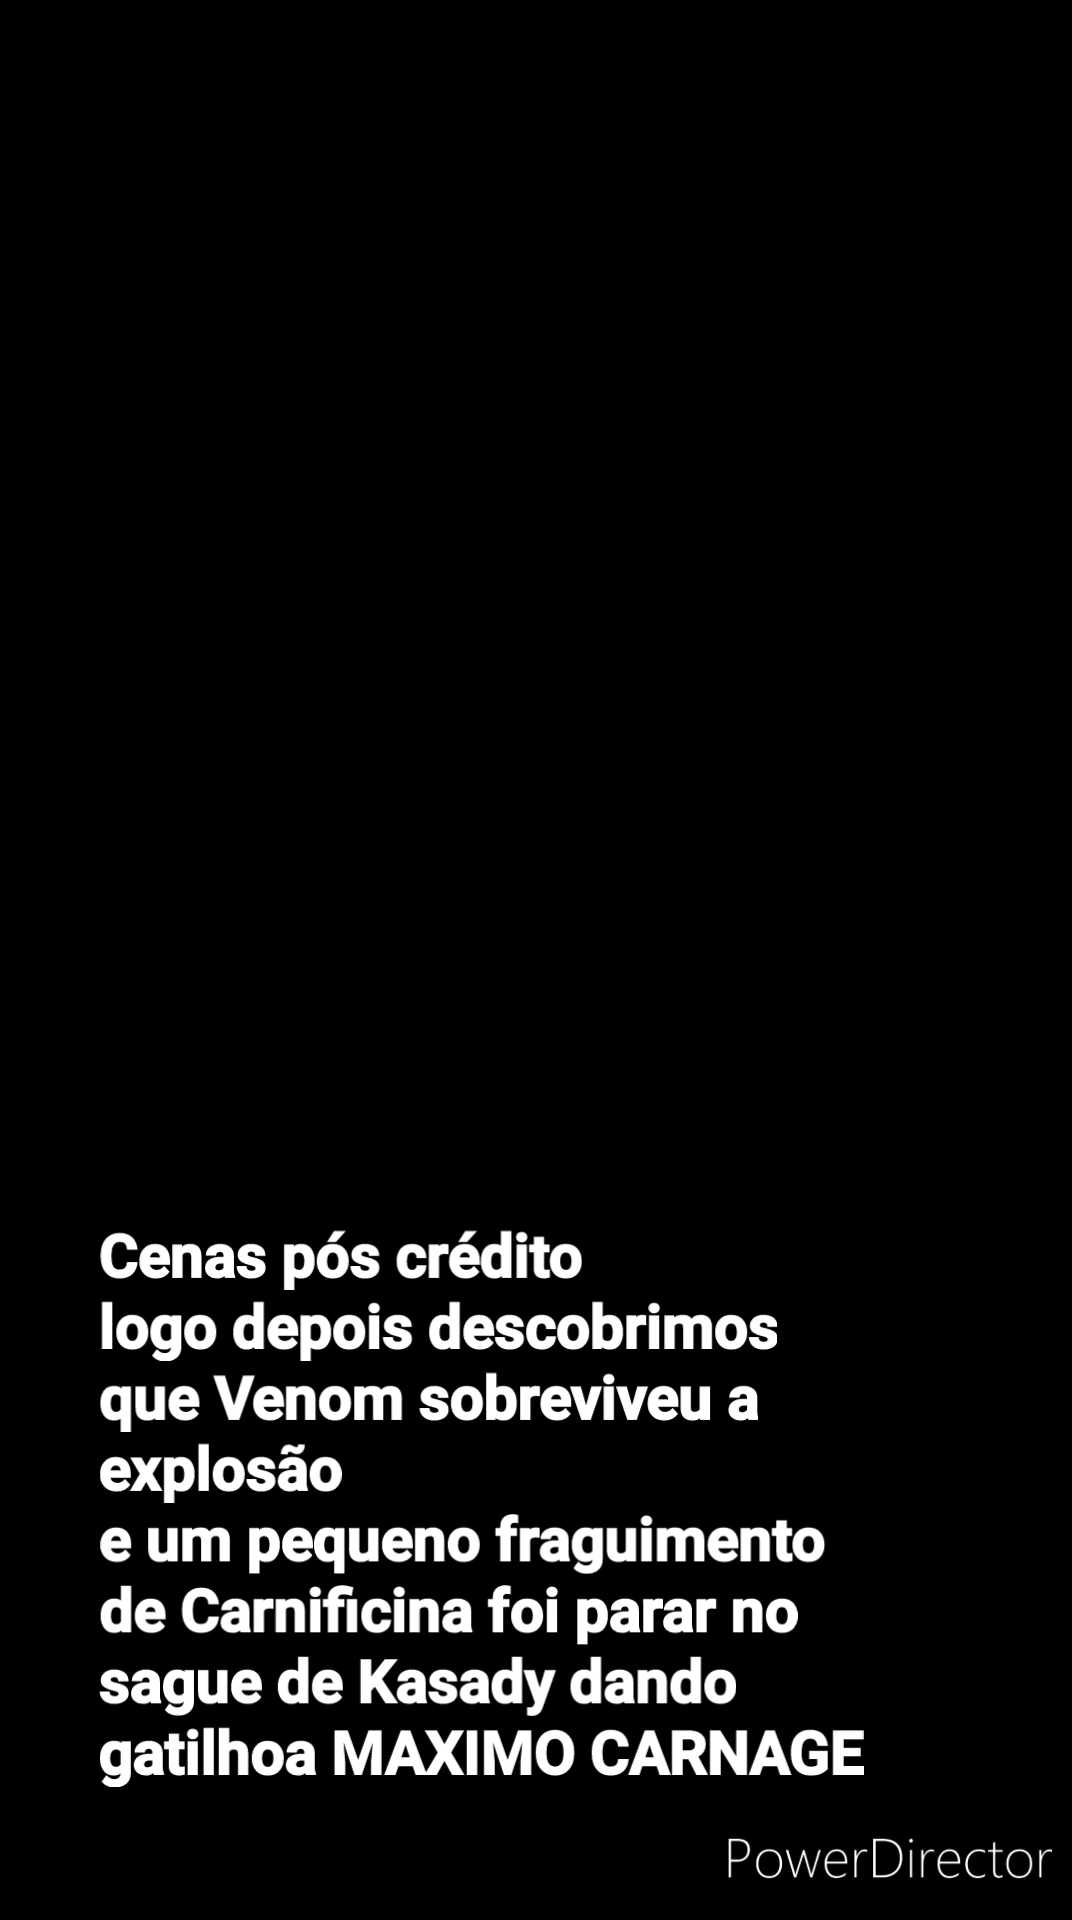 Cenas pós crédito
logo depois descobrimos
que Venom sobreviveu a
explosão
e um pequeno fraguimento
de Carnificina foi parar no
sague de Kasady dando
gatilhoa MAXIMO CARNAGE
PowerDirector